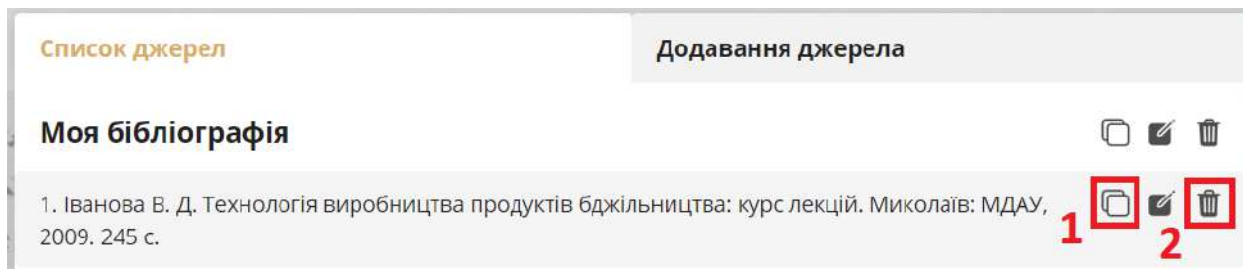 Список джерел
Додавання джерела
Моя бібліографія
1. Іванова В. Д. Технологія виробництва продуктів бджільництва: курс лекцій. Миколаїв: МДАУ,
2009. 245 с.
1
2